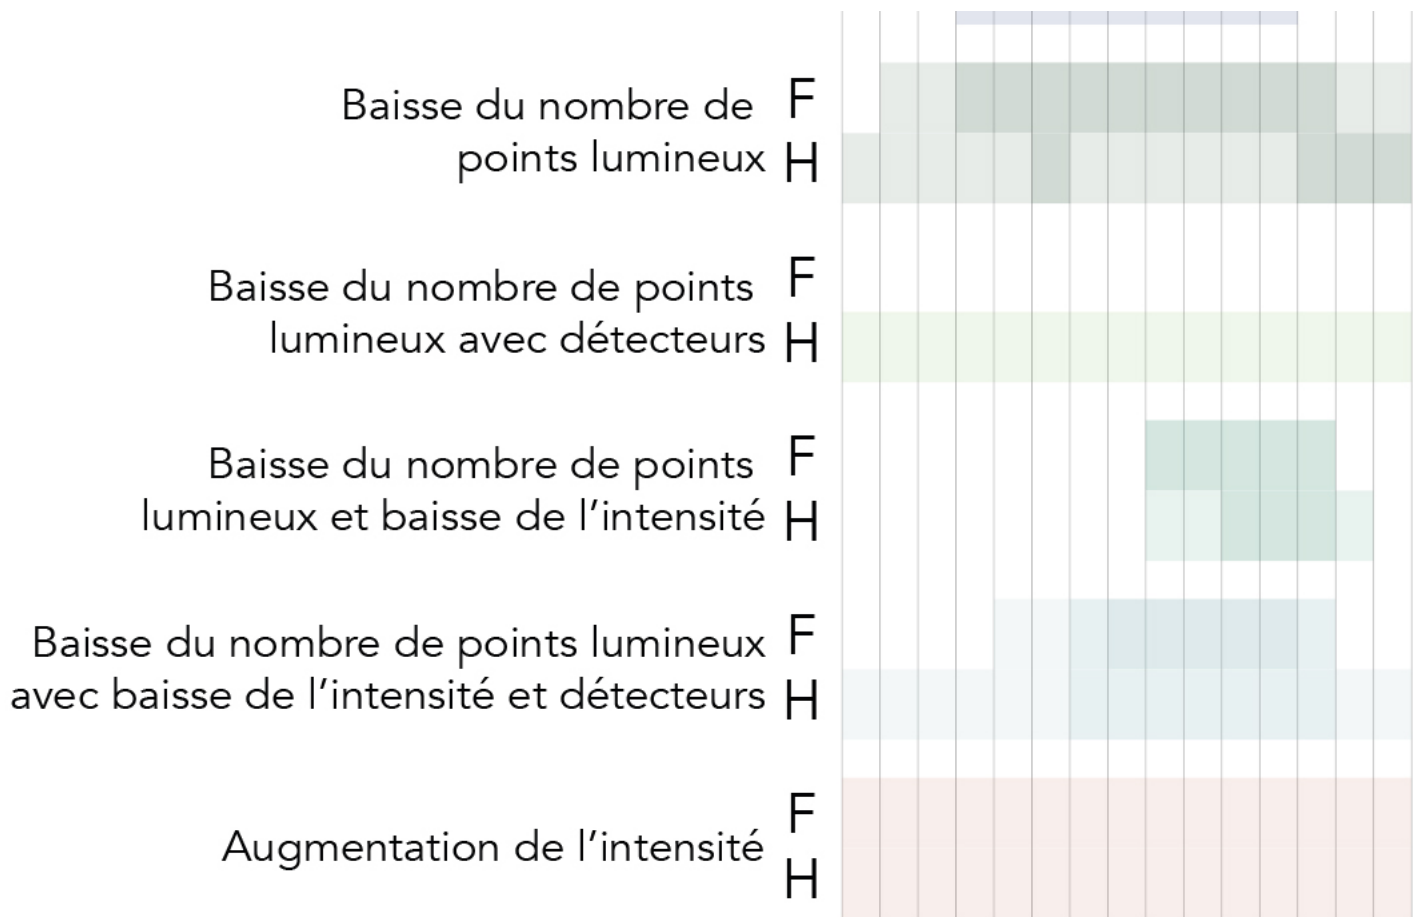 Baisse du nombre de F
points lumineux H
Baisse du nombre de points F
lumineux avec détecteurs H
Baisse du nombre de points F
lumineux et baisse de l’intensité H
Baisse du nombre de points lumineux F
avec baisse de l’intensité et détecteurs H
F
Augmentation de l’intensité
H